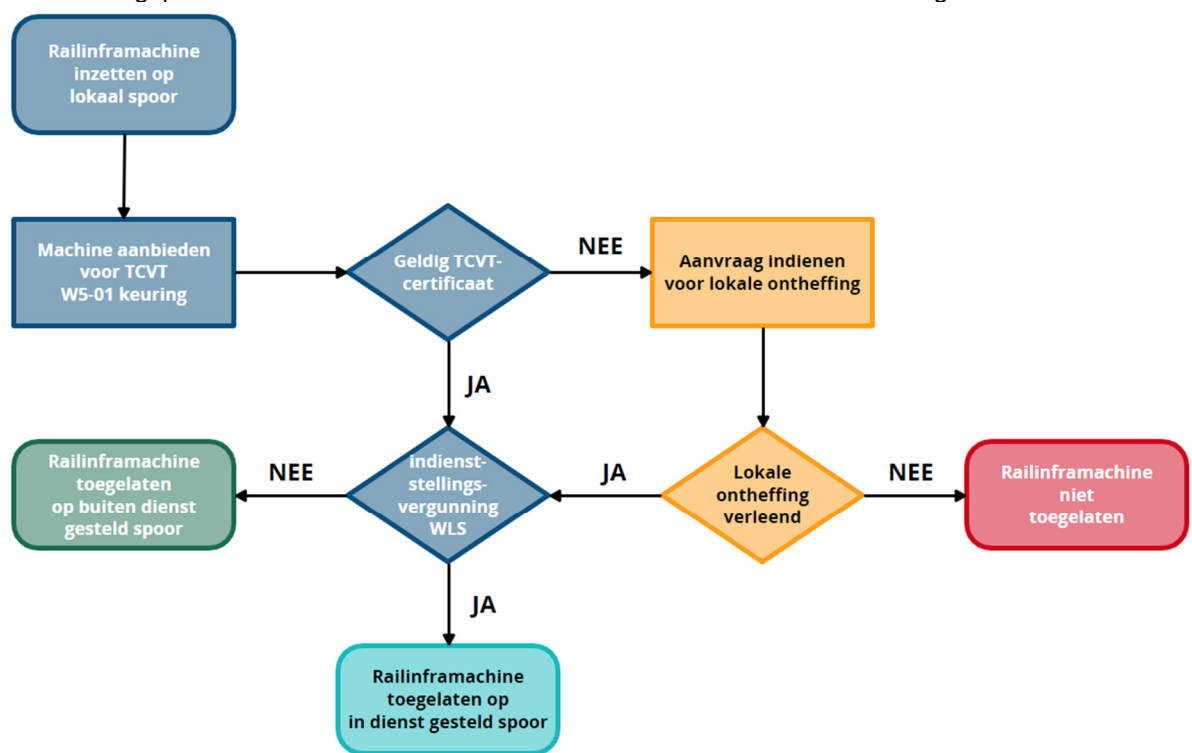 Railinframachine
inzetten op
lokaal spoor
Machine aanbieden
voor TCVT
W5-01 keuring
Geldig TCVT-
certificaat
NEE
Aanvraag indienen
voor lokale ontheffing
JA
Railinframachine
toegelaten
op buiten dienst
gesteld spoor
NEE
indienst-
stellings-
vergunning
WLS
JA
Lokale
ontheffing
verleend
NEE
Railinframachine
niet
toegelaten
JA
Railinframachine
toegelaten op
in dienst gesteld spoor